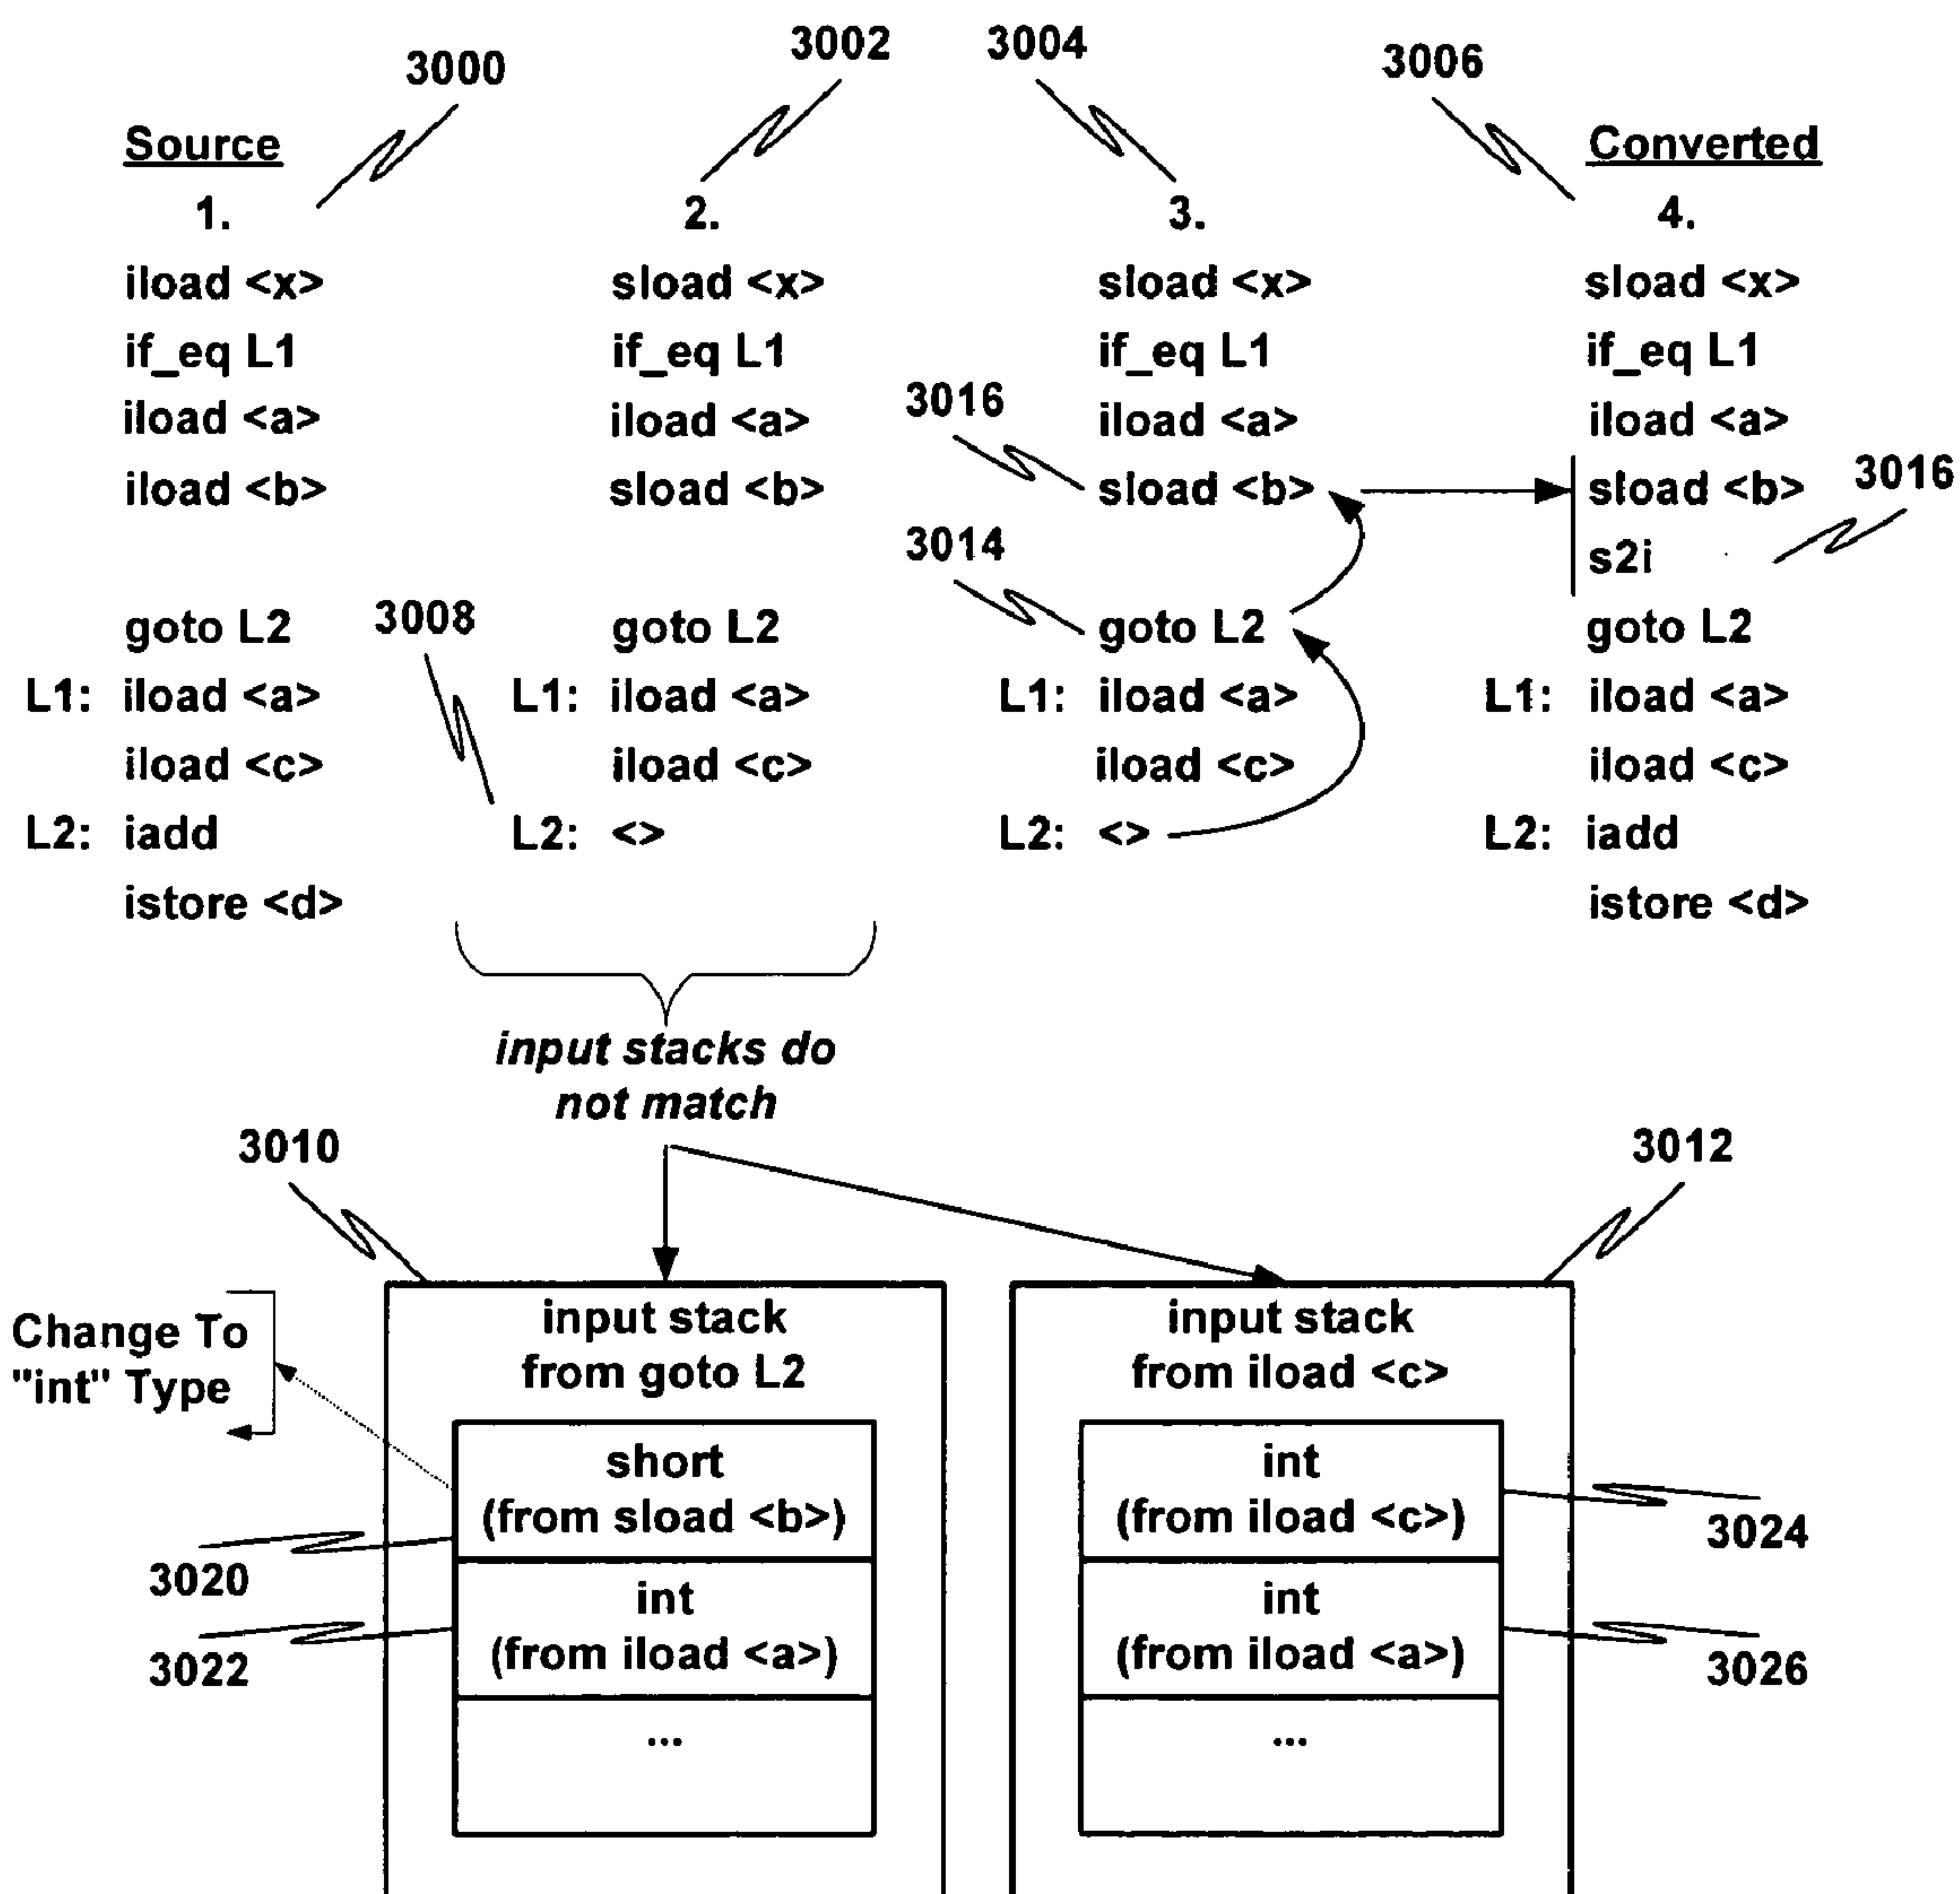 3000
3002
3004
3006
Source
Converted
1.
2.
3.
4.
iload <x>
sload <x>
sload <x>
sload <x>
if_eq L1
if_eq L1
if_eq L1
if_eq L1
iload <a>
iload <a>
3016
iload <a>
iload <a>
iload <b>
sload <b>
sload <b>
sload <b>
3016
3014
s2i
goto L2
3008
goto L2
goto L2
goto L2
L1: iload <a>
L1: iload <a>
L1: iload <a>
L1: iload <a>
iload <c>
iload <c>
iload <c>
iload <c>
L2: iadd
L2: <>
L2: <>
L2: iadd
istore <d>
istore <d>
input stacks do
not match
3010
3012
Change To
"int" Type
input stack
from goto L2
input stack
from iload <c>
short
(from sload <b>)
int
(from iload <c>)
3020
3024
int
(from iload <a>)
int
(from iload <a>)
3022
3026
...
...